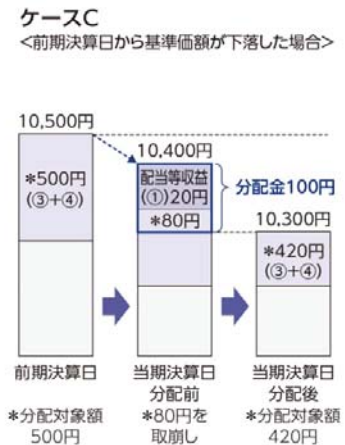 ケースC
<前期決算日から基準価額が下落した場合>
10,500円
10,400円
*500円
(③+④)
配当等収益
(①)20円
*80円
分配金100円
10,300円
*420円
(③+④)
前期決算日
当期決算日
分配前
当期決算日
分配後
*分配対象額
500円
*80円を
取崩し
*分配対象額
420円